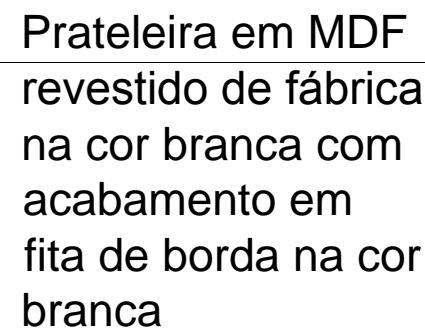 Prateleira em MDF
revestido de fábrica
na cor branca com
acabamento em
fita de borda na cor
branca